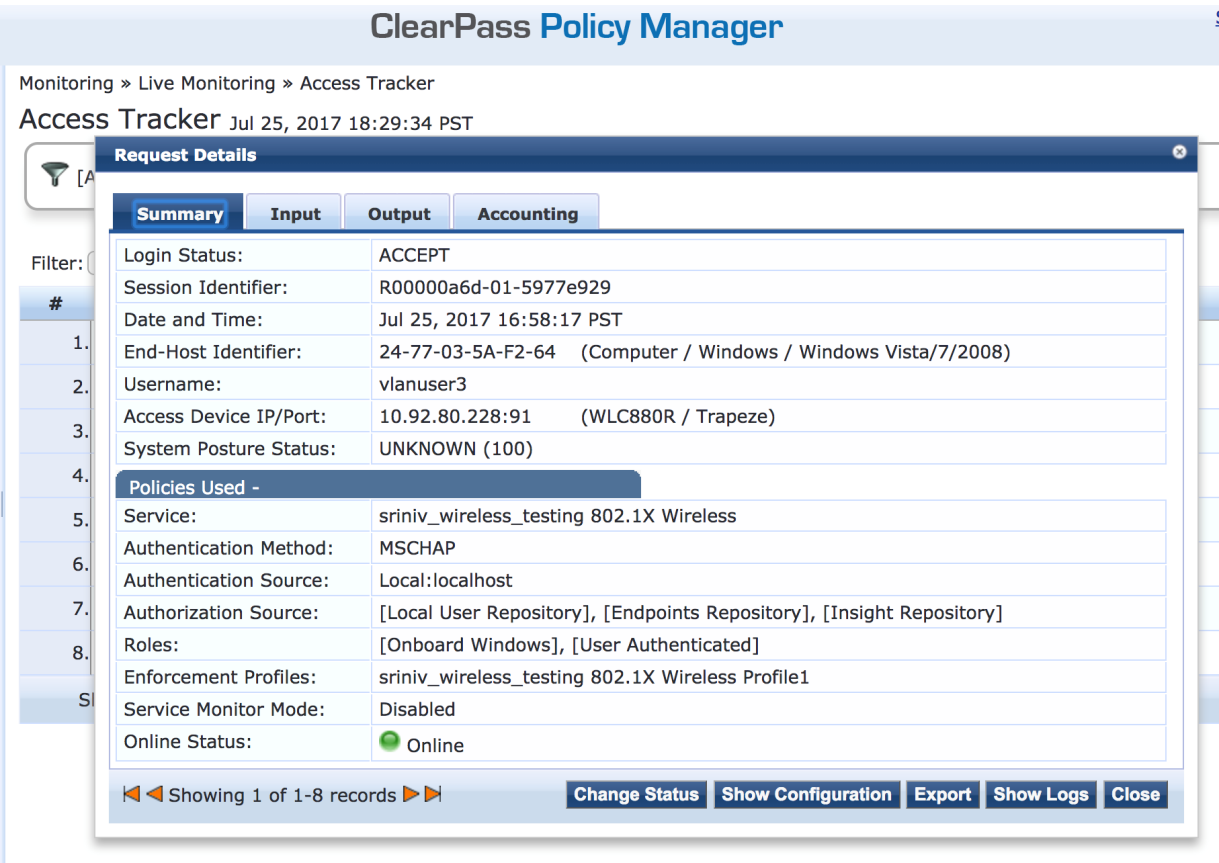 ClearPass Policy Manager
Monitoring » Live Monitoring » Access Tracker
Access Tracker Jul 25, 2017 18:29:34 PST
[A
Request Details
Summary Input Output Accounting
Filter:
#
1.
2.
3.
4.
5.
6.
7.
8.
Login Status: ACCEPT
Session Identifier: R00000a6d-01-5977e929
Date and Time: Jul 25, 2017 16:58:17 PST
End-Host Identifier: 24-77-03-5A-F2-64 (Computer / Windows / Windows Vista/7/2008)
Username: vlanuser3
Access Device IP/Port: 10.92.80.228:91 (WLC880R / Trapeze)
System Posture Status: UNKNOWN (100)
Policies Used -
Service: sriniv_wireless_testing 802.1X Wireless
Authentication Method: MSCHAP
Authentication Source: Local:localhost
Authorization Source: [Local User Repository], [Endpoints Repository], [Insight Repository]
Roles: [Onboard Windows], [User Authenticated]
Enforcement Profiles: sriniv_wireless_testing 802.1X Wireless Profile1
Service Monitor Mode: Disabled
Online Status: Online
Showing 1 of 1-8 records Change Status Show Configuration Export Show Logs Close